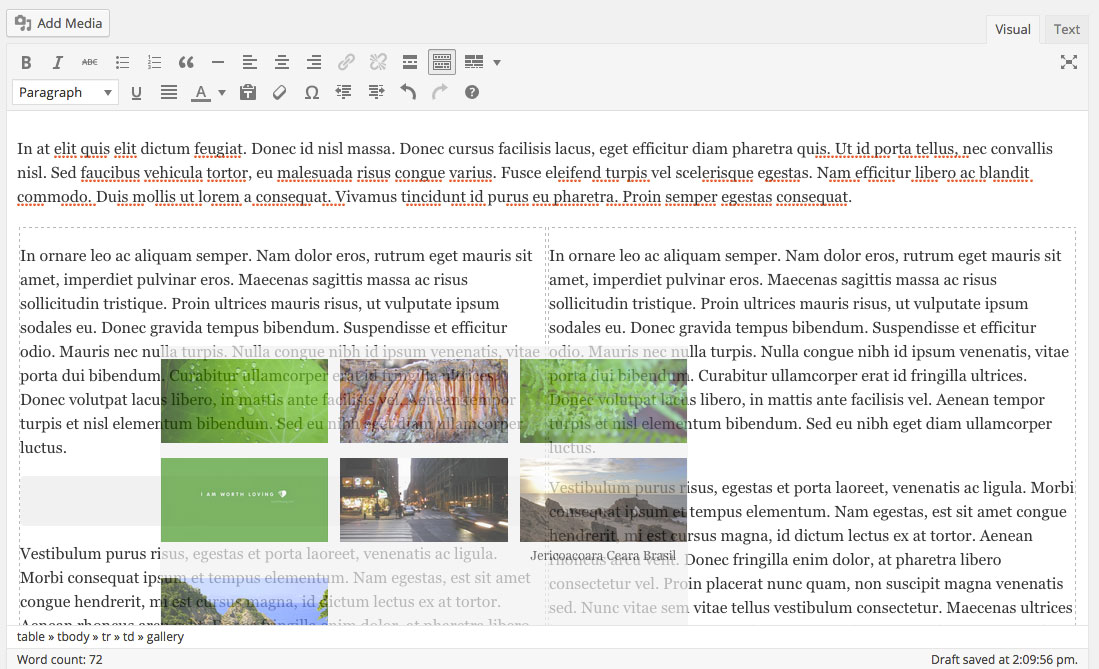 Add Media
Visual Text
B I ABC
Paragraph U A Ω ?
In at elit quis elit dictum feugiat. Donec id nisl massa. Donec cursus facilisis lacus, eget efficitur diam pharetra quis. Ut id porta tellus, nec convallis
nisl. Sed faucibus vehicula tortor, eu malesuada risus congue varius. Fusce eleifend turpis vel scelerisque egestas. Nam efficitur libero ac blandit
commodo. Duis mollis ut lorem a consequat. Vivamus tincidunt id purus eu pharetra. Proin semper egestas consequat.
In ornare leo ac aliquam semper. Nam dolor eros, rutrum eget mauris sit
amet, imperdiet pulvinar eros. Maecenas sagittis massa ac risus
sollicitudin tristique. Proin ultrices mauris risus, ut vulputate ipsum
sodales eu. Donec gravida tempus bibendum. Suspendisse et efficitur
odio. Mauris nec nulla turpis. Nulla congue nibh id ipsum venenatis, vitae
porta dui bibendum. Curabitur ullamcorper erat id fringilla ultrices.
Donec volutpat lacus libero, in mattis ante facilisis vel. Aenean tempor
turpis et nisl elementum bibendum. Sed eu nibh eget diam ullamcorper
luctus.
Vestibulum purus risus, egestas et porta laoreet, venenatis ac ligula.
Morbi consequat ipsum et tempus elementum. Nam egestas, est sit amet
congue hendrerit, mi est cursus magna, id dictum lectus ex at tortor.
Aenean rhoncus arcu velit. Donec fringilla enim dolor, at pharetra libero
In ornare leo ac aliquam semper. Nam dolor eros, rutrum eget mauris sit
amet, imperdiet pulvinar eros. Maecenas sagittis massa ac risus
sollicitudin tristique. Proin ultrices mauris risus, ut vulputate ipsum
sodales eu. Donec gravida tempus bibendum. Suspendisse et efficitur
odio. Mauris nec nulla turpis. Nulla congue nibh id ipsum venenatis, vitae
porta dui bibendum. Curabitur ullamcorper erat id fringilla ultrices.
Donec volutpat lacus libero, in mattis ante facilisis vel. Aenean tempor
turpis et nisl elementum bibendum. Sed eu nibh eget diam ullamcorper
luctus.
Vestibulum purus risus, egestas et porta laoreet, venenatis ac ligula. Morbi
consequat ipsum et tempus elementum. Nam egestas, est sit amet congue
hendrerit, mi est cursus magna, id dictum lectus ex at tortor. Aenean
rhoncus arcu velit. Donec fringilla enim dolor, at pharetra libero
consectetur vel. Proin placerat nunc quam, non suscipit magna venenatis
sed. Nunc vitae sem vitae tellus vestibulum consectetur. Maecenas ultrices
I AM WORTH LOVING
Jericoacoara Ceara Brasil
table » tbody » tr » td » gallery
Word count: 72
Draft saved at 2:09:56 pm.